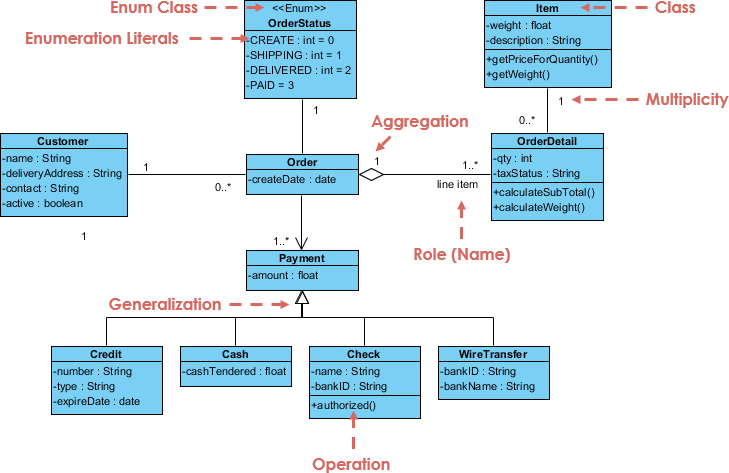 Enum Class
<<Enum>>
OrderStatus
Enumeration Literals
-CREATE : int = 0
-SHIPPING : int = 1
-DELIVERED : int = 2
-PAID = 3
Item
Class
-weight : float
-description : String
+getPriceForQuantity()
+getWeight()
1
Multiplicity
0..*
1
Aggregation
Customer
-name : String
-deliveryAddress : String
-contact : String
-active : boolean
1
0..*
1
Order
-createDate : date
1
1..*
line item
OrderDetail
-qty : int
-taxStatus : String
+calculateSubTotal()
+calculateWeight()
Role (Name)
1..*
Payment
-amount : float
Generalization
Credit
-number : String
-type : String
-expireDate : date
Cash
-cashTendered : float
Check
-name : String
-bankID : String
+authorized()
WireTransfer
-bankID : String
-bankName : String
Operation